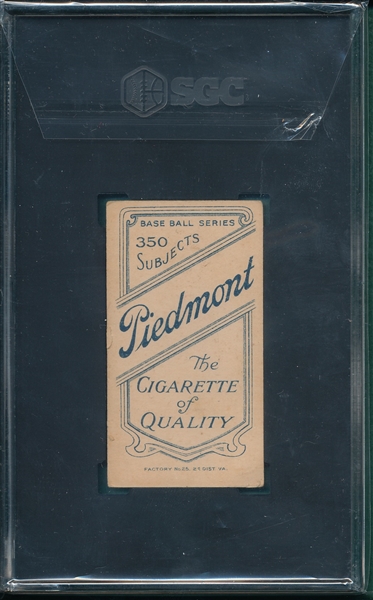 SGC
BASE BALL SERIES
350
SUBJECTS
Piedmont
The
CIGARETTE
of
QUALITY
FACTORY No.25, 2ND DIST. VA.